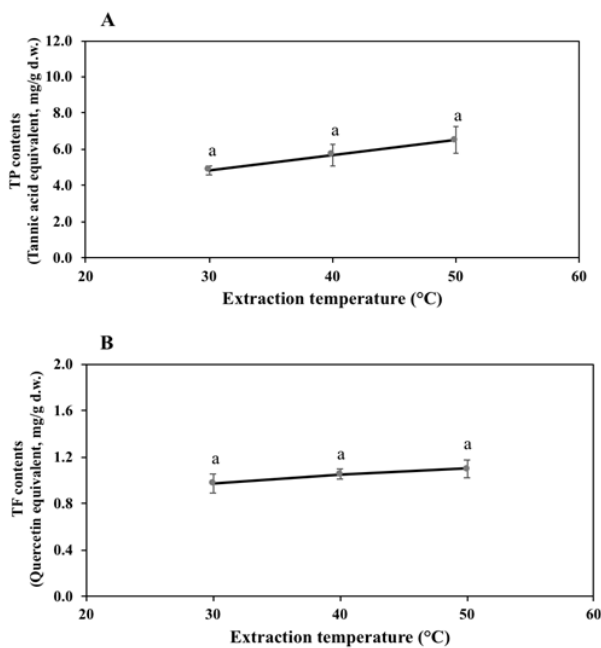 A
12.0
10.0
8.0
6.0
4.0
2.0
0.0
TP contents
(Tannic acid equivalent, mg/g d.w.)
a
a
a
20
30
40
50
60
Extraction temperature (°C)
B
2.0
1.6
1.2
0.8
0.4
0.0
TF contents
(Quercetin equivalent, mg/g d.w.)
a
a
a
20
30
40
50
60
Extraction temperature (°C)